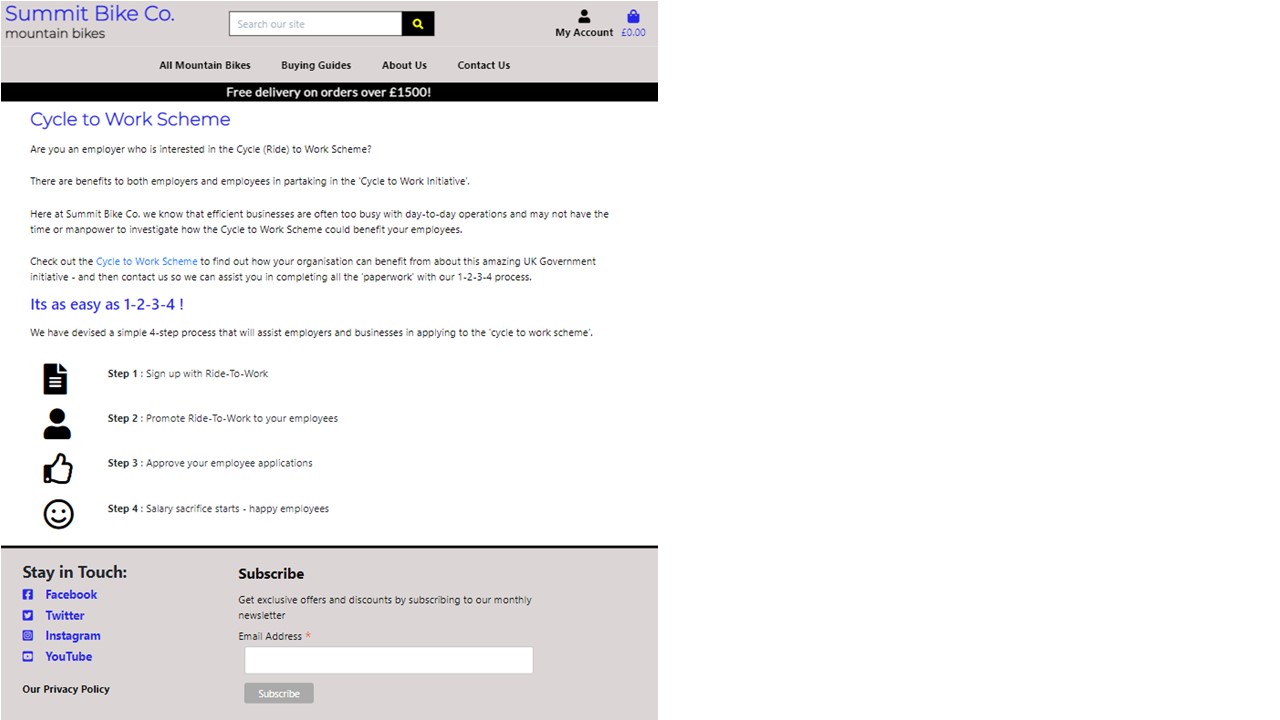 Summit Bike Co.
mountain bikes
Search our site
My Account
£0.00
All Mountain Bikes
Buying Guides
About Us
Contact Us
Free delivery on orders over £1500!
Cycle to Work Scheme
Are you an employer who is interested in the Cycle (Ride) to Work Scheme?
There are benefits to both employers and employees in partaking in the 'Cycle to Work Initiative'.
Here at Summit Bike Co. we know that efficient businesses are often too busy with day-to-day operations and may not have the
time or manpower to investigate how the Cycle to Work Scheme could benefit your employees.
Check out the Cycle to Work Scheme to find out how your organisation can benefit from about this amazing UK Government
initiative - and then contact us so we can assist you in completing all the 'paperwork' with our 1-2-3-4 process.
Its as easy as 1-2-3-4 !
We have devised a simple 4-step process that will assist employers and businesses in applying to the 'cycle to work scheme'.
Step 1 : Sign up with Ride-To-Work
Step 2 : Promote Ride-To-Work to your employees
Step 3 : Approve your employee applications
Step 4 : Salary sacrifice starts - happy employees
Stay in Touch:
Facebook
Twitter
Instagram
YouTube
Our Privacy Policy
Subscribe
Get exclusive offers and discounts by subscribing to our monthly
newsletter
Email Address *
Subscribe